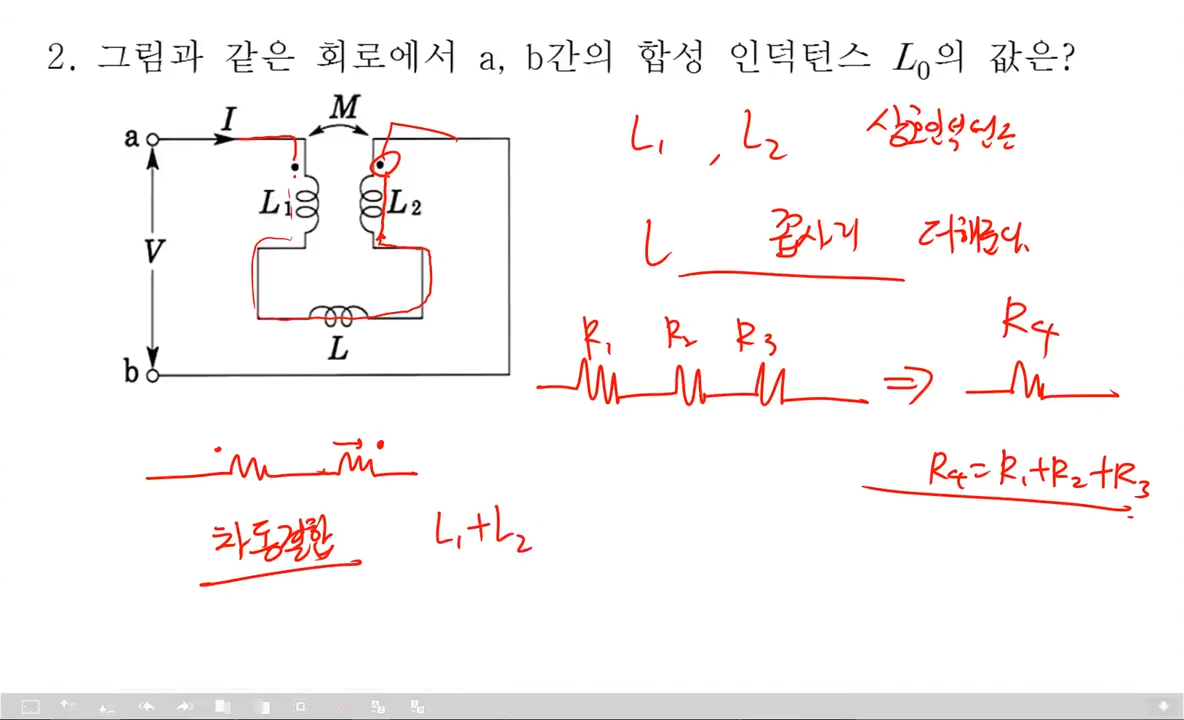 2. 그림과 같은 회로에서 a, b간의 합성 인덕턴스 L₀의 값은?
a I M
L₁ L₂
V
L
b
L₁ , L₂ 상호인덕턴스
L 꼽사리 더해준다.
R₁ R₂ R₃ ⇒ R₄
R₄ = R₁ + R₂ + R₃
차동결합 L₁ + L₂